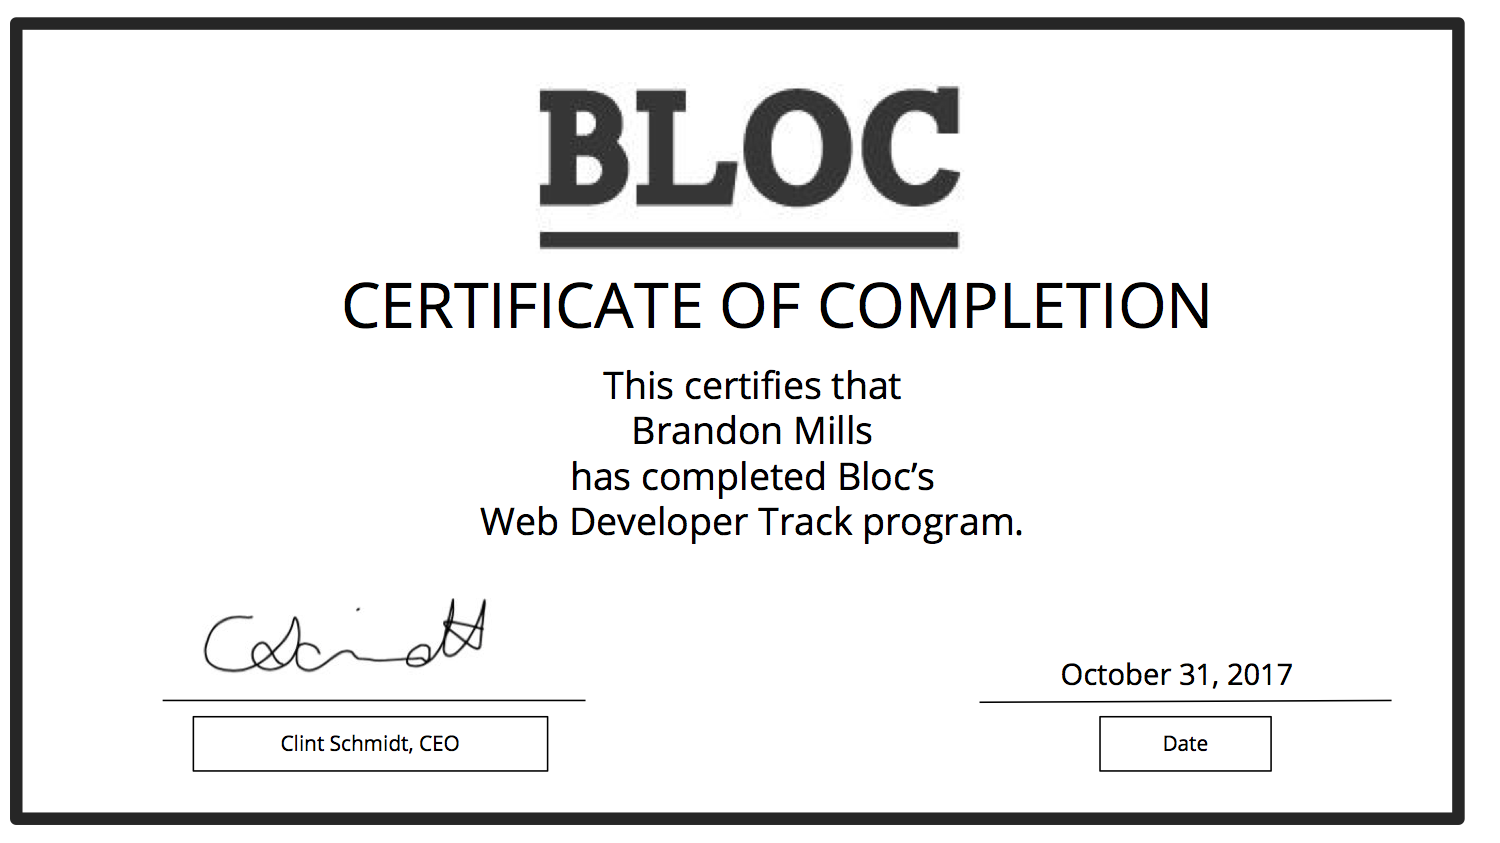 BLOC
CERTIFICATE OF COMPLETION
This certifies that
Brandon Mills
has completed Bloc’s
Web Developer Track program.
October 31, 2017
Clint Schmidt, CEO
Date